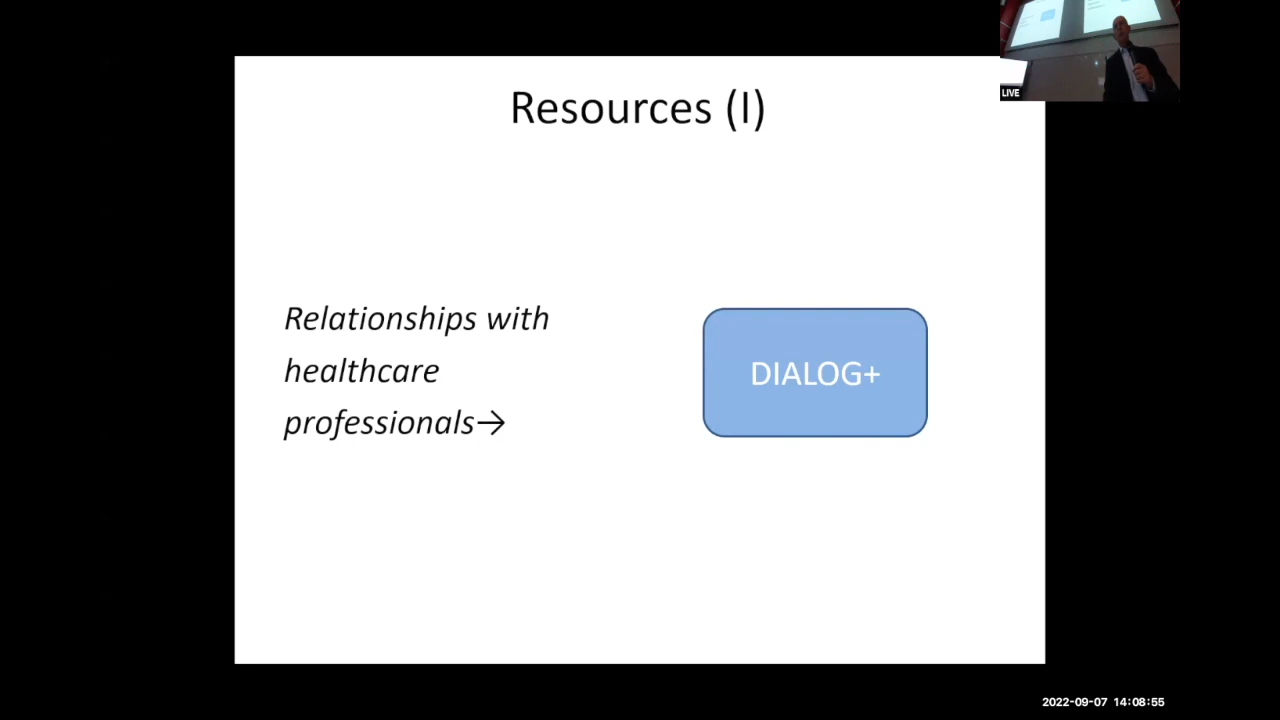 LIVE
Resources (I)
Relationships with
healthcare
professionals→
DIALOG+
2022-09-07 14:08:55